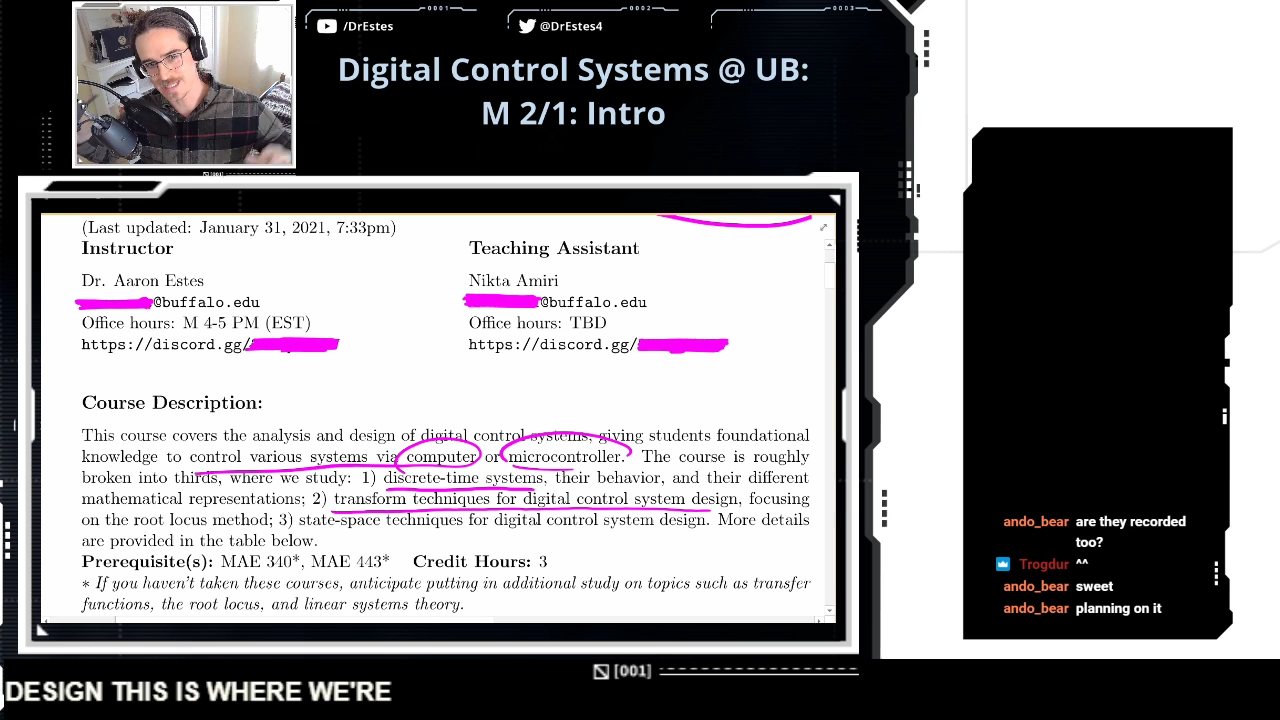 0001
0002
0003
/DrEstes
@DrEstes4
Digital Control Systems @ UB:
M 2/1: Intro
[001]
(Last updated: January 31, 2021, 7:33pm)
Instructor
Teaching Assistant
Dr. Aaron Estes
Nikta Amiri
@buffalo.edu
@buffalo.edu
Office hours: M 4-5 PM (EST)
Office hours: TBD
https://discord.gg/
https://discord.gg/
Course Description:
This course covers the analysis and design of digital control systems, giving students foundational
knowledge to control various systems via computer or microcontroller. The course is roughly
broken into thirds, where we study: 1) discrete-time systems, their behavior, and their different
mathematical representations; 2) transform techniques for digital control system design, focusing
on the root locus method; 3) state-space techniques for digital control system design. More details
are provided in the table below.
Prerequisite(s): MAE 340*, MAE 443* Credit Hours: 3
* If you haven't taken these courses, anticipate putting in additional study on topics such as transfer
functions, the root locus, and linear systems theory.
ando_bear are they recorded
too?
Trogdur ^^
ando_bear sweet
ando_bear planning on it
[001]
DESIGN THIS IS WHERE WE'RE